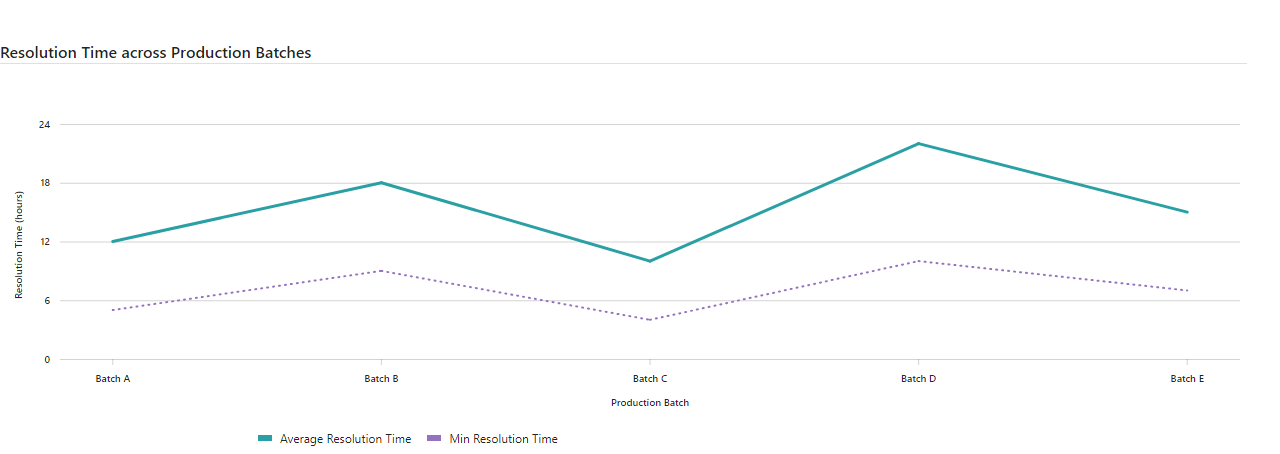 Resolution Time across Production Batches
24
18
12
6
0
Resolution Time (hours)
Batch A Batch B Batch C Batch D Batch E
Production Batch
Average Resolution Time Min Resolution Time